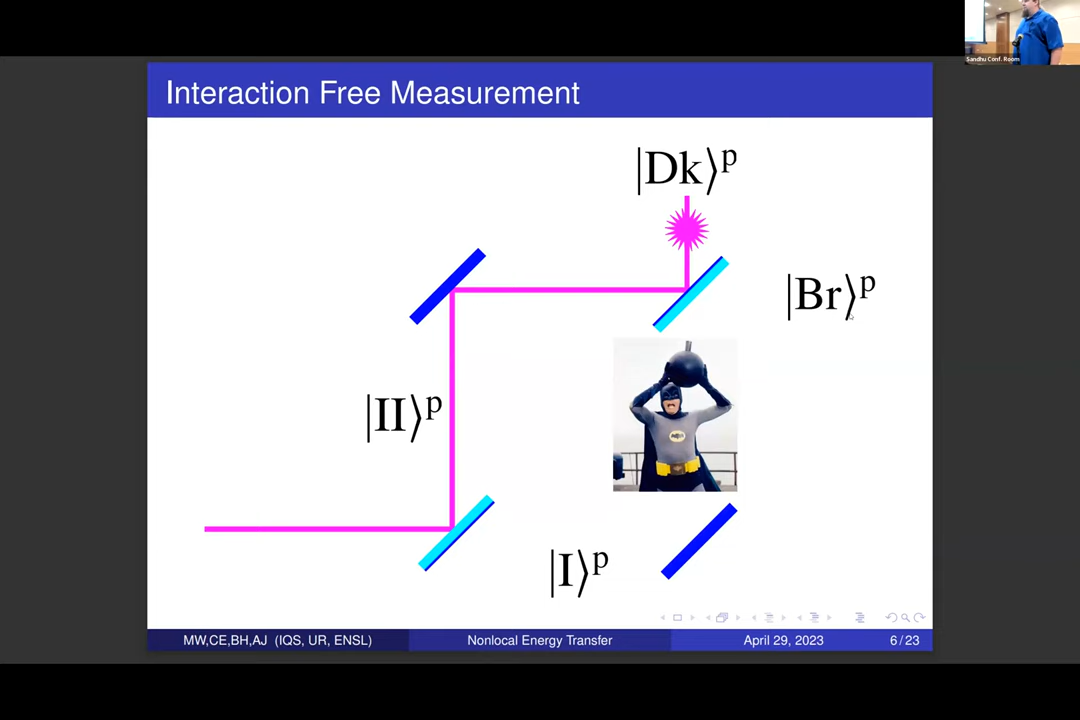 Sandhu Conf. Room
Interaction Free Measurement
|Dk⟩ᵖ
|Br⟩ᵖ
|II⟩ᵖ
|I⟩ᵖ
MW,CE,BH,AJ (IQS, UR, ENSL)
Nonlocal Energy Transfer
April 29, 2023
6 / 23